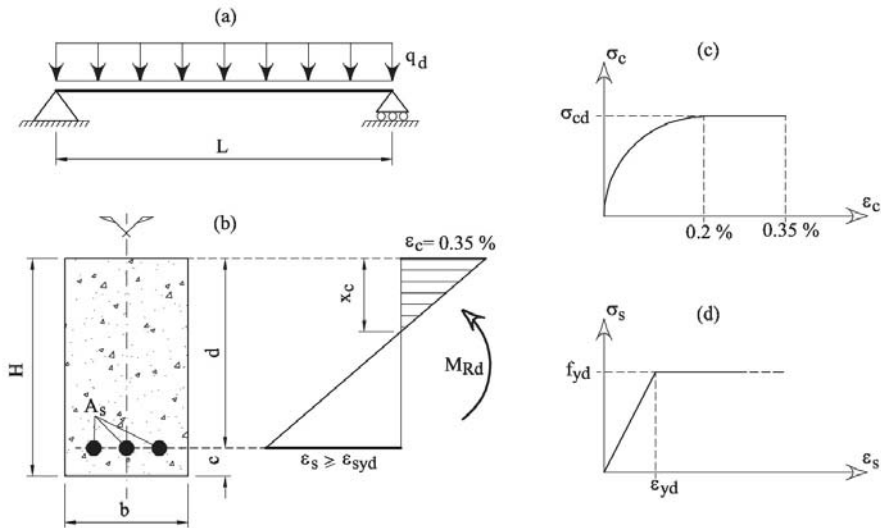 (a)
q_d
L
(b)
ε_c= 0.35 %
x_c
d
H
A_s
M_Rd
c
ε_s ⩾ ε_syd
b
(c)
σ_c
σ_cd
ε_c
0.2 %
0.35 %
(d)
σ_s
f_yd
ε_s
ε_yd